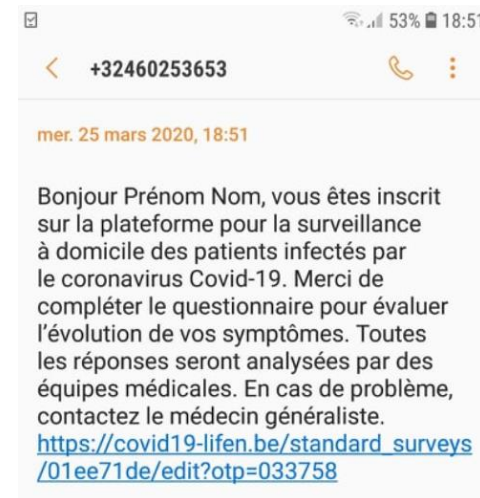 53% 18:51
+32460253653
mer. 25 mars 2020, 18:51
Bonjour Prénom Nom, vous êtes inscrit
sur la plateforme pour la surveillance
à domicile des patients infectés par
le coronavirus Covid-19. Merci de
compléter le questionnaire pour évaluer
l'évolution de vos symptômes. Toutes
les réponses seront analysées par des
équipes médicales. En cas de problème,
contactez le médecin généraliste.
https://covid19-lifen.be/standard_surveys
/01ee71de/edit?otp=033758